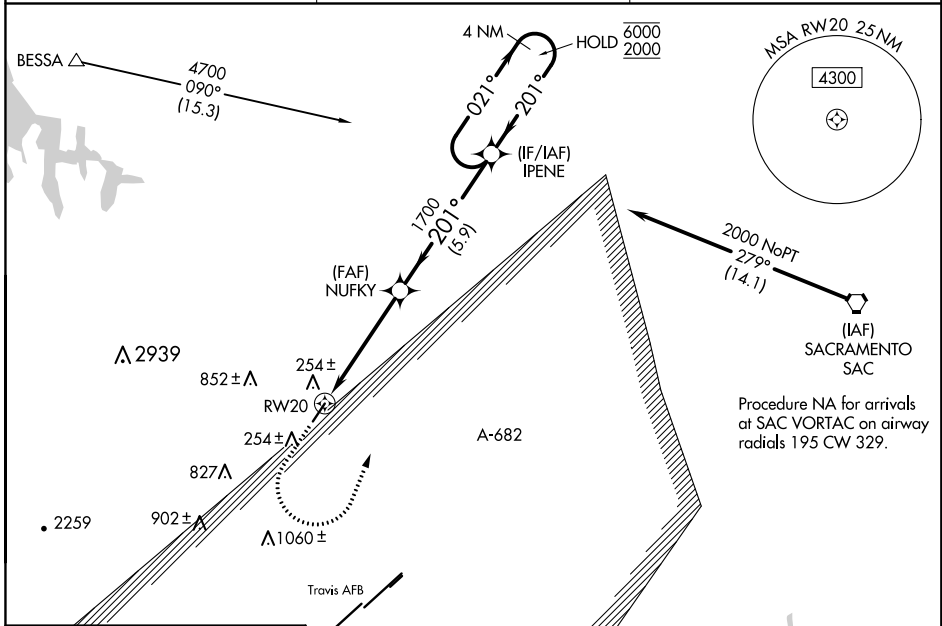 BESSA
4700
090°
(15.3)
4 NM
HOLD
6000
2000
021°
201°
(IF/IAF)
IPENE
MSA RW20 25 NM
4300
1700
201°
(5.9)
(FAF)
NUFKY
2000 NoPT
279°
(14.1)
(IAF)
SACRAMENTO
SAC
Procedure NA for arrivals
at SAC VORTAC on airway
radials 195 CW 329.
2939
852±
254±
RW20
254±
827
902±
2259
1060±
A-682
Travis AFB